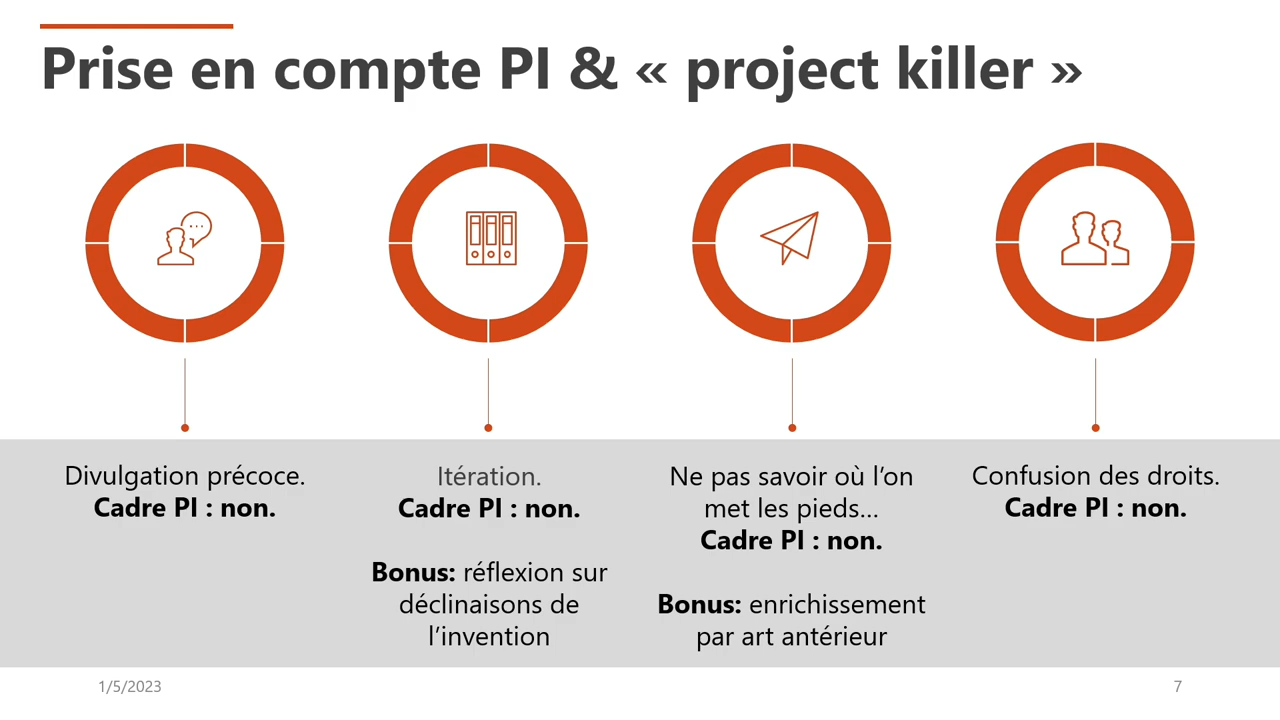 Prise en compte PI & « project killer »
Divulgation précoce.
Cadre PI : non.
Itération.
Cadre PI : non.
Bonus: réflexion sur
déclinaisons de
l’invention
Ne pas savoir où l’on
met les pieds…
Cadre PI : non.
Bonus: enrichissement
par art antérieur
Confusion des droits.
Cadre PI : non.
1/5/2023
7